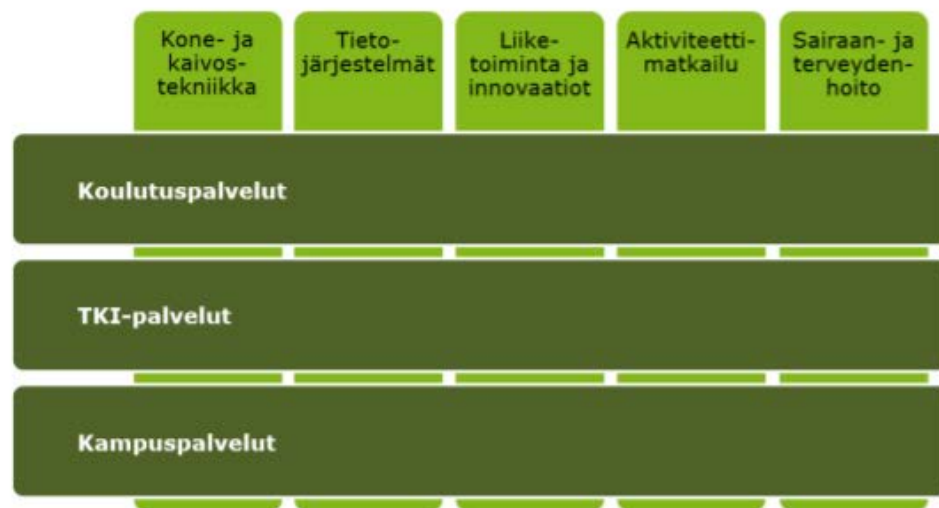 Kone- ja
kaivos-
tekniikka
Tieto-
järjestelmät
Liike-
toiminta ja
innovaatiot
Aktiviteetti-
matkailu
Sairaan- ja
terveyden-
hoito
Koulutuspalvelut
TKI-palvelut
Kampuspalvelut